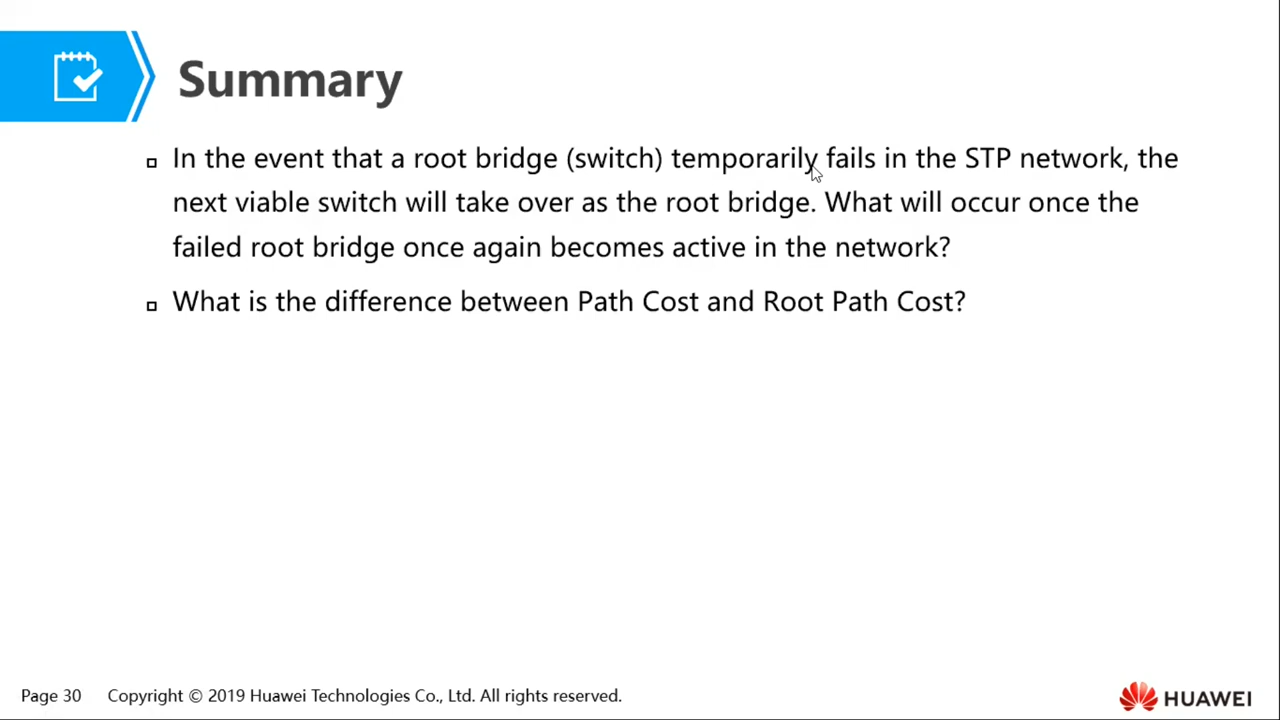 Summary
In the event that a root bridge (switch) temporarily fails in the STP network, the
next viable switch will take over as the root bridge. What will occur once the
failed root bridge once again becomes active in the network?
What is the difference between Path Cost and Root Path Cost?
Page 30 Copyright © 2019 Huawei Technologies Co., Ltd. All rights reserved.
HUAWEI